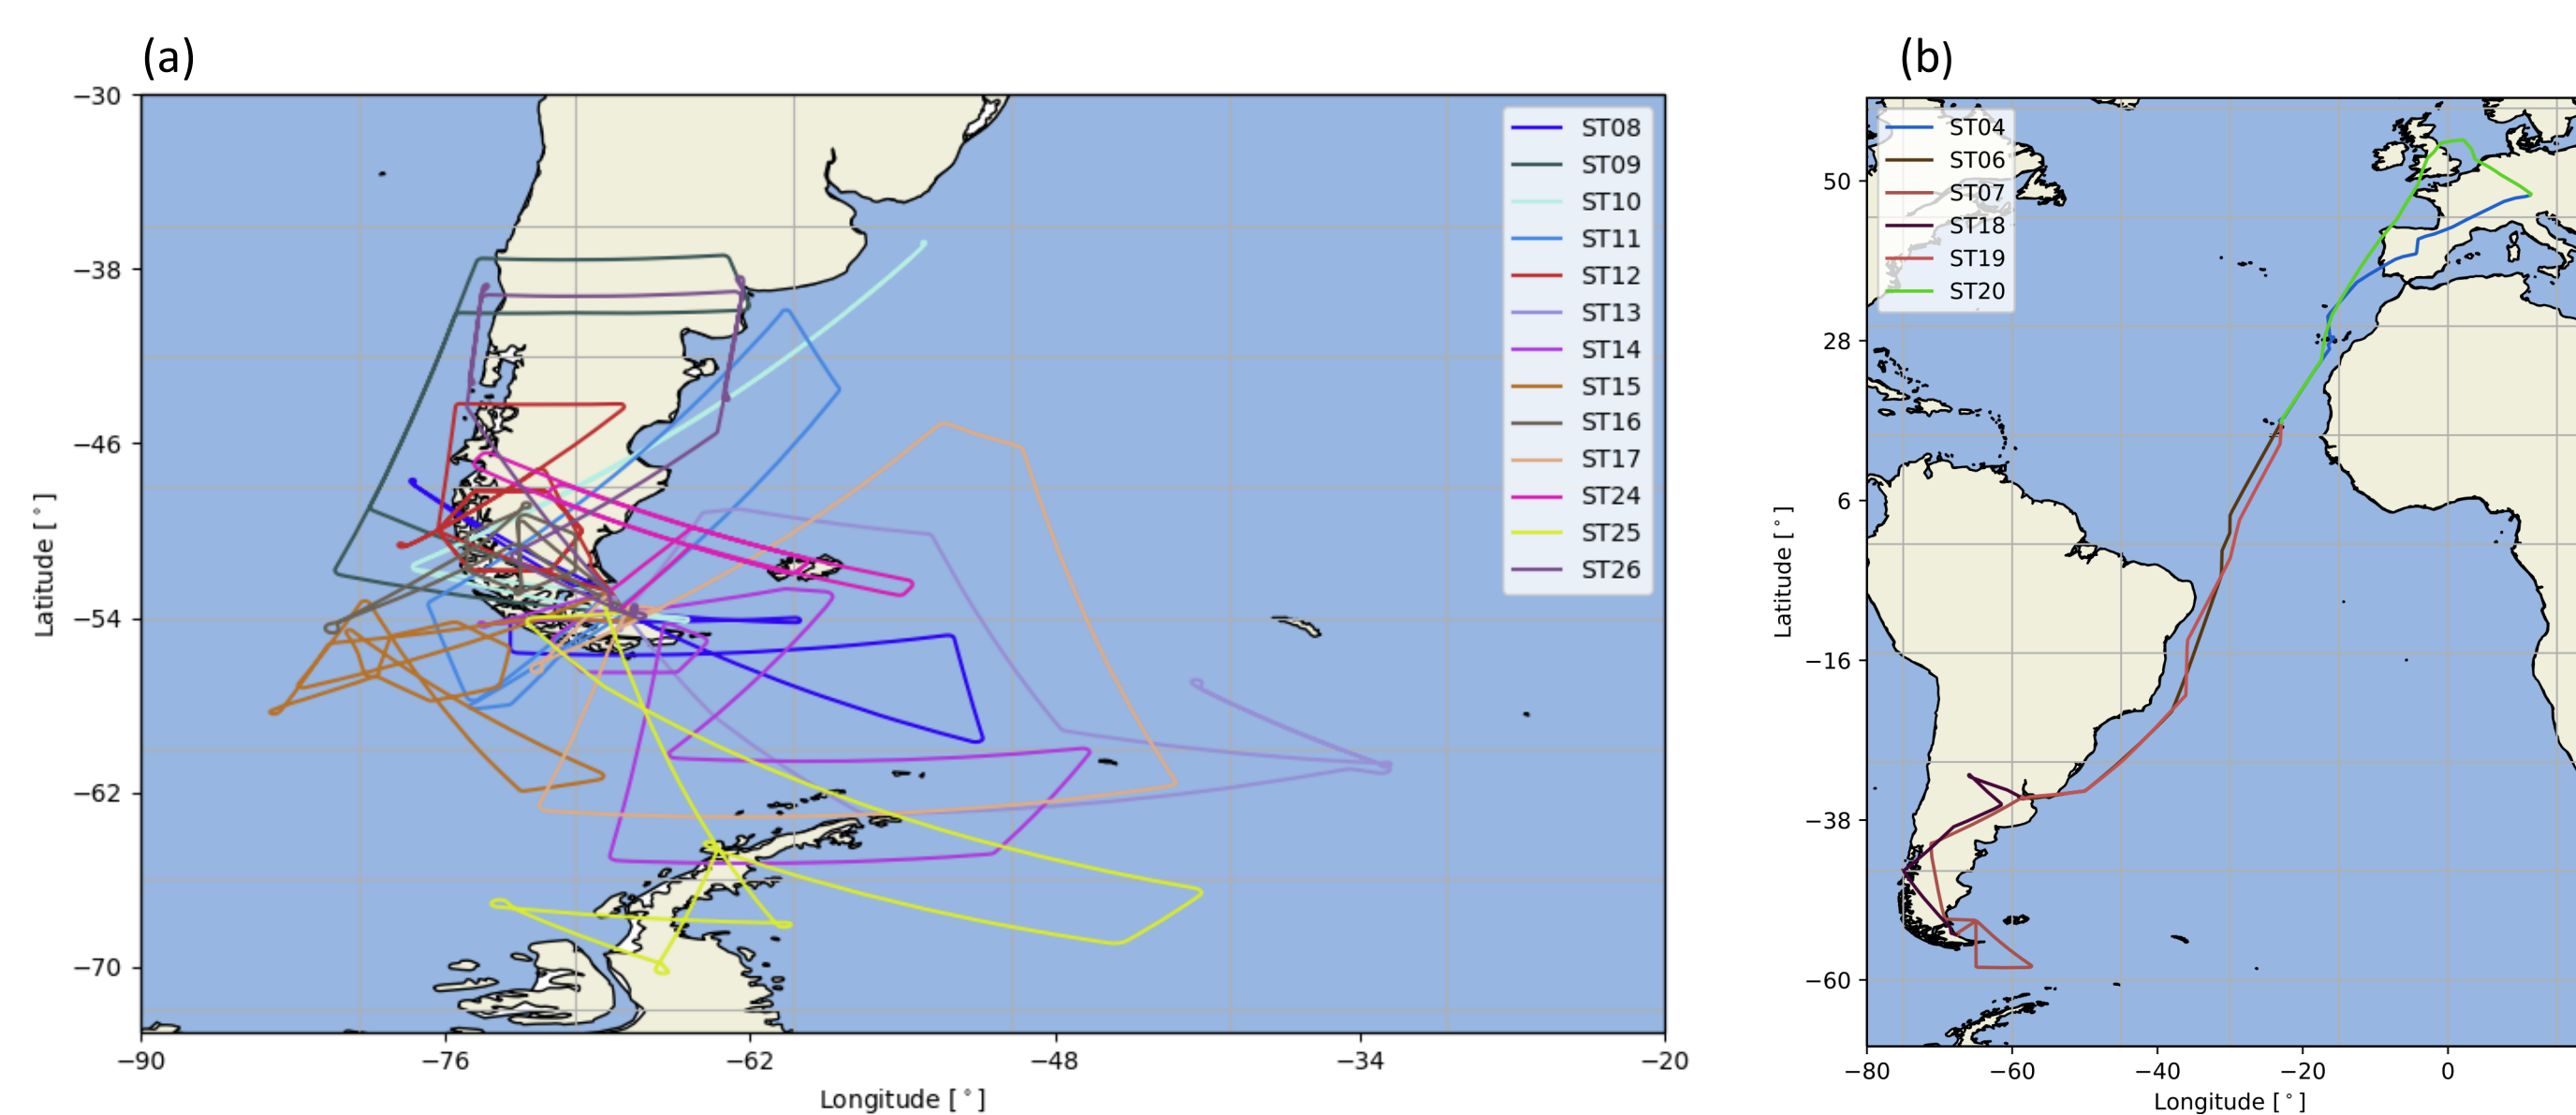 (a)
−30
−38
−46
−54
−62
−70
Latitude [°]
−90
−76
−62
−48
−34
−20
Longitude [°]
ST08
ST09
ST10
ST11
ST12
ST13
ST14
ST15
ST16
ST17
ST24
ST25
ST26
(b)
50
28
6
−16
−38
−60
Latitude [°]
−80
−60
−40
−20
0
Longitude [°]
ST04
ST06
ST07
ST18
ST19
ST20